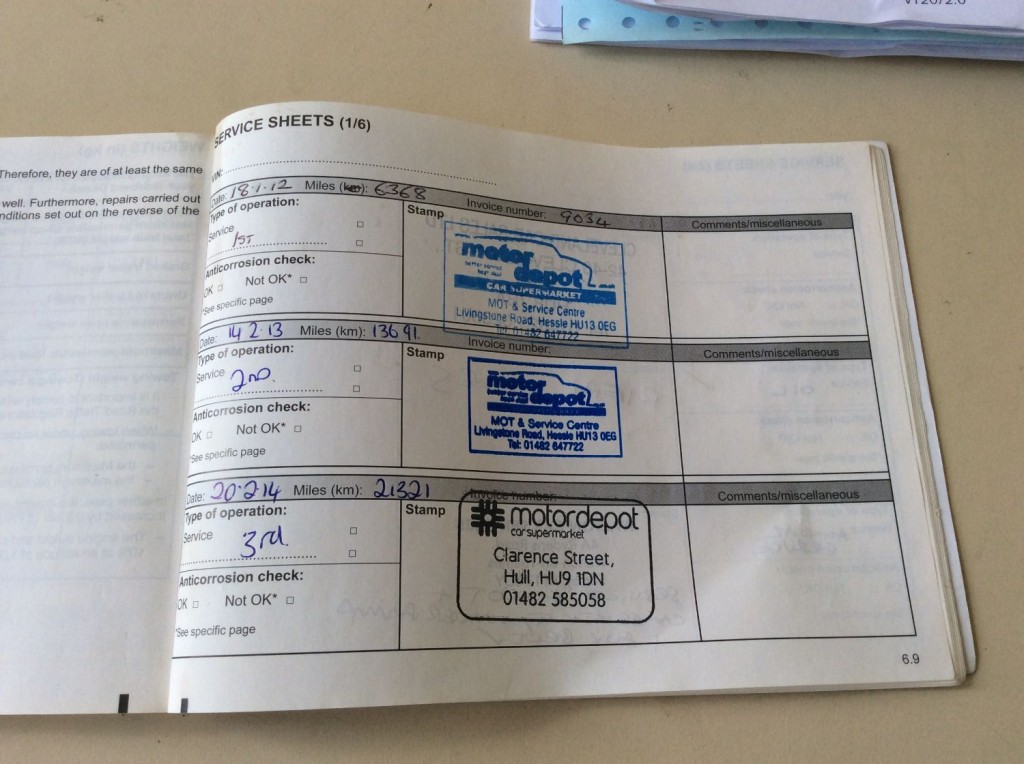 VT20/2.0
Therefore, they are of at least the same
well. Furthermore, repairs carried out
nditions set out on the reverse of the
SERVICE SHEETS (1/6)
VIN:
Date: 18.1.12 Miles (km): 6368 Invoice number: 9034 Comments/miscellaneous
Type of operation: Stamp
Service 1ST
Anticorrosion check:
OK □ Not OK* □
*See specific page
motor depot
CAR SUPERMARKET
MOT & Service Centre
Livingstone Road, Hessle HU13 0EG
Tel: 01482 647722
Date: 14 2.13 Miles (km): 13691 Invoice number: Comments/miscellaneous
Type of operation: Stamp
Service 2nd
Anticorrosion check:
OK □ Not OK* □
*See specific page
motor depot
MOT & Service Centre
Livingstone Road, Hessle HU13 0EG
Tel: 01482 647722
Date: 20.2.14 Miles (km): 21321 Invoice number: Comments/miscellaneous
Type of operation: Stamp
Service 3rd.
Anticorrosion check:
OK □ Not OK* □
*See specific page
motordepot
car supermarket
Clarence Street,
Hull, HU9 1DN
01482 585058
6.9